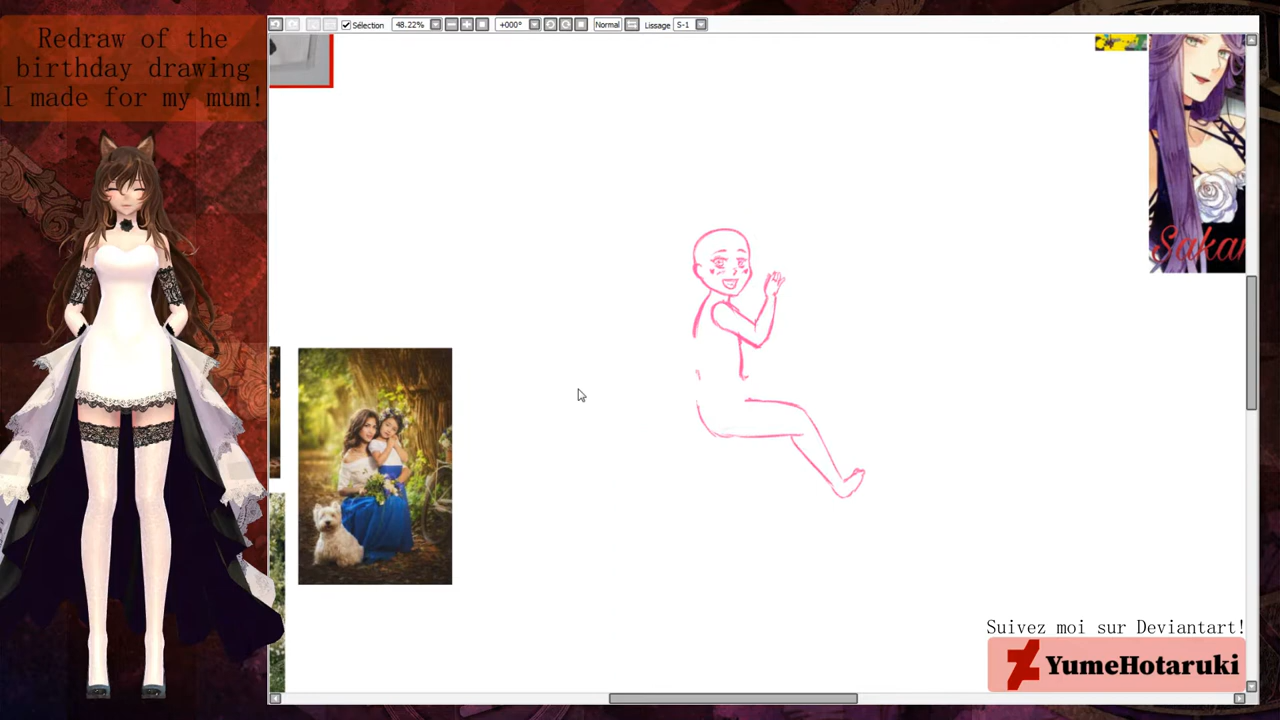 Redraw of the
birthday drawing
I made for my mum!
Sélection 48.22% +000° Normal Lissage S-1
Suivez moi sur Deviantart!
YumeHotaruki